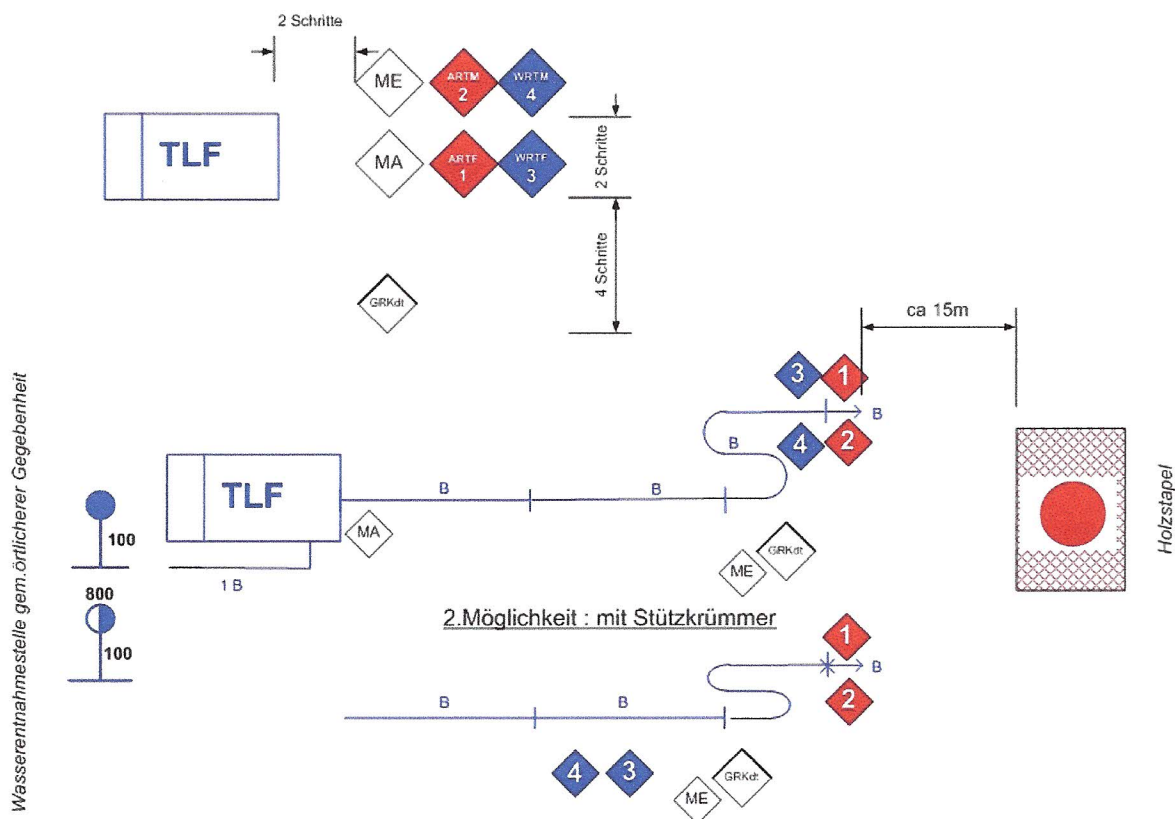 2 Schritte
ME
ARTM
2
WRTM
4
TLF
MA
ARTF
1
WRTF
3
2 Schritte
4 Schritte
GRKdt
ca 15m
3
1
B
4
2
B
TLF
B
B
MA
100
1 B
ME
GRKdt
800
100
Wasserentnahmestelle gem.örtlicherer Gegebenheit
Holzstapel
2.Möglichkeit : mit Stützkrümmer
1
B
2
B
B
4
3
ME
GRKdt